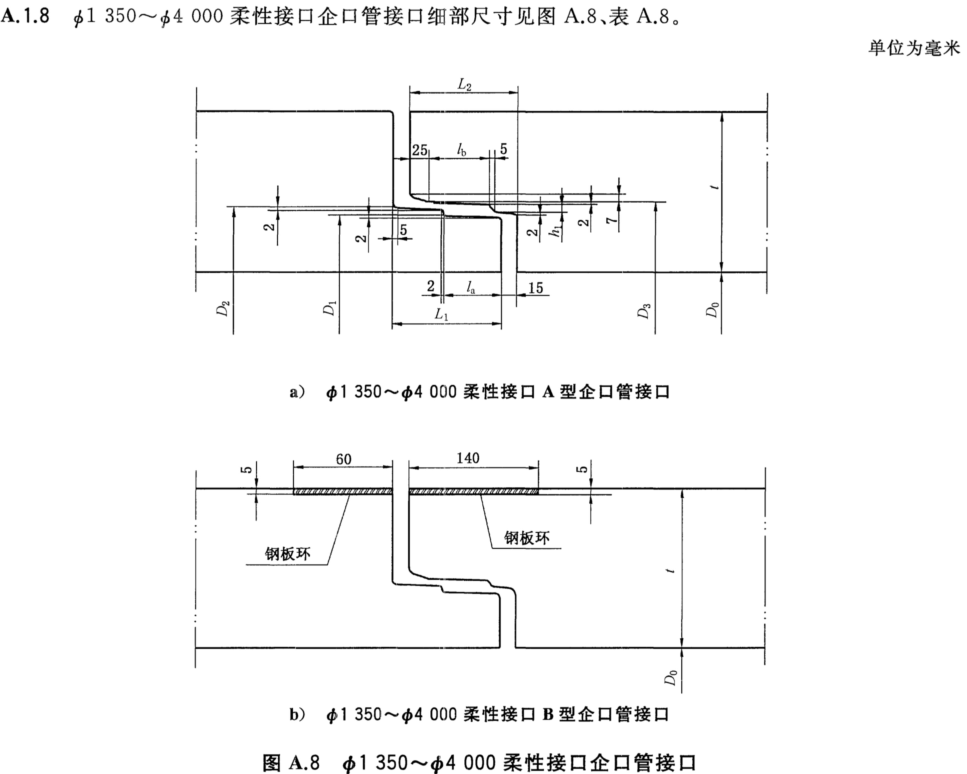 A.1.8 ϕ1 350～ϕ4 000 柔性接口企口管接口细部尺寸见图 A.8、表 A.8。
单位为毫米
L₂
25 l_b 5
t
2 2 5 2 h₁ 2 7
D₂ D₁ 2 l_a 15 D₃ D₀
L₁
a） ϕ1 350～ϕ4 000 柔性接口 A 型企口管接口
5 60 140 5
钢板环 钢板环
t
D₀
b） ϕ1 350～ϕ4 000 柔性接口 B 型企口管接口
图 A.8 ϕ1 350～ϕ4 000 柔性接口企口管接口